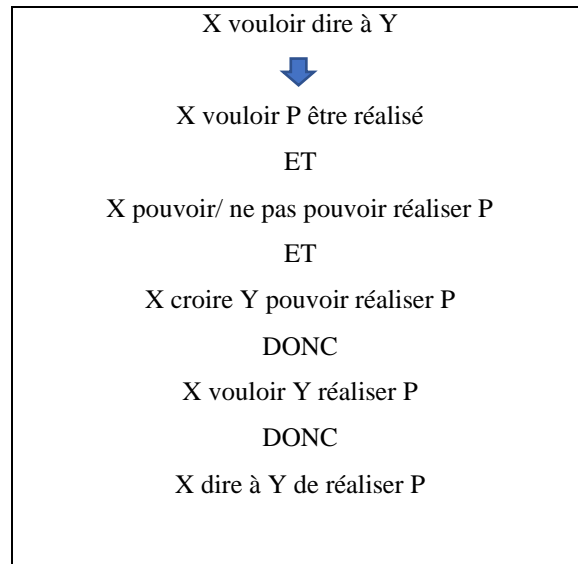 X vouloir dire à Y
X vouloir P être réalisé
ET
X pouvoir/ ne pas pouvoir réaliser P
ET
X croire Y pouvoir réaliser P
DONC
X vouloir Y réaliser P
DONC
X dire à Y de réaliser P